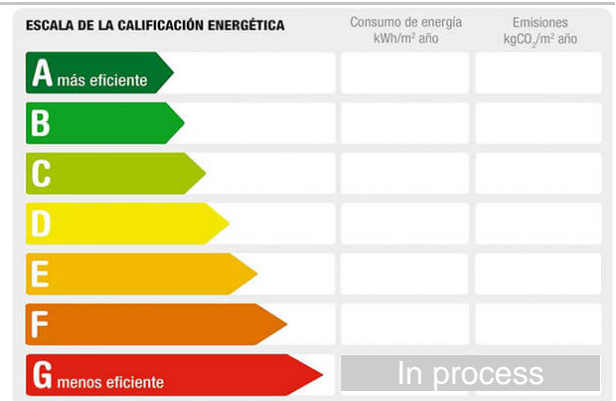 ESCALA DE LA CALIFICACIÓN ENERGÉTICA
Consumo de energía
kWh/m² año
Emisiones
kgCO₂/m² año
A más eficiente
B
C
D
E
F
G menos eficiente
In process